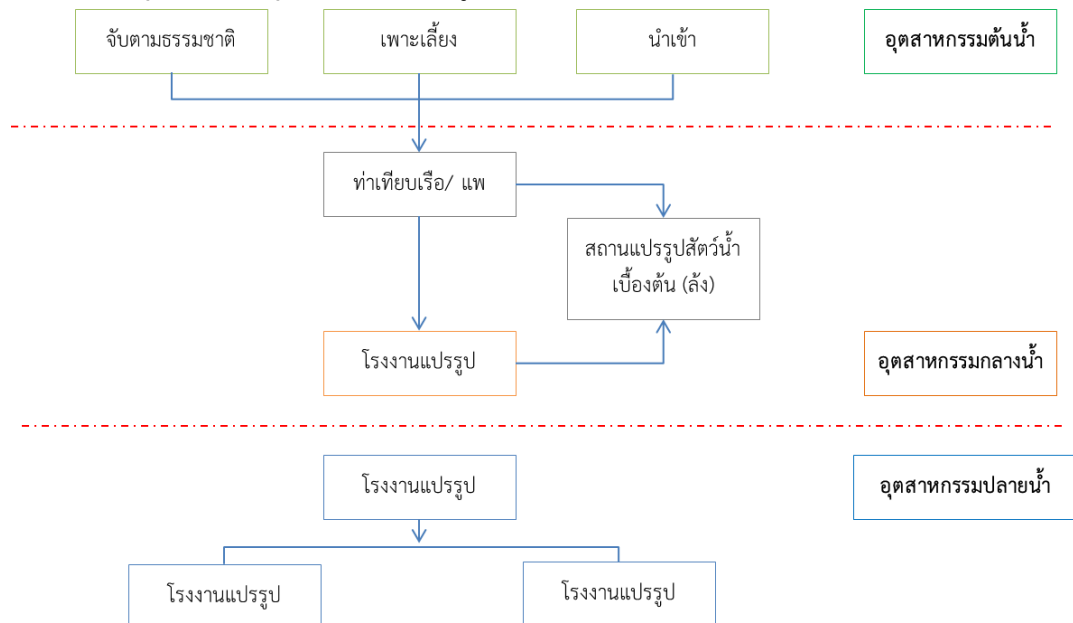 จับตามธรรมชาติ
เพาะเลี้ยง
นำเข้า
อุตสาหกรรมต้นน้ำ
ท่าเทียบเรือ/ แพ
สถานแปรรูปสัตว์น้ำ
เบื้องต้น (ล้ง)
โรงงานแปรรูป
อุตสาหกรรมกลางน้ำ
โรงงานแปรรูป
อุตสาหกรรมปลายน้ำ
โรงงานแปรรูป
โรงงานแปรรูป